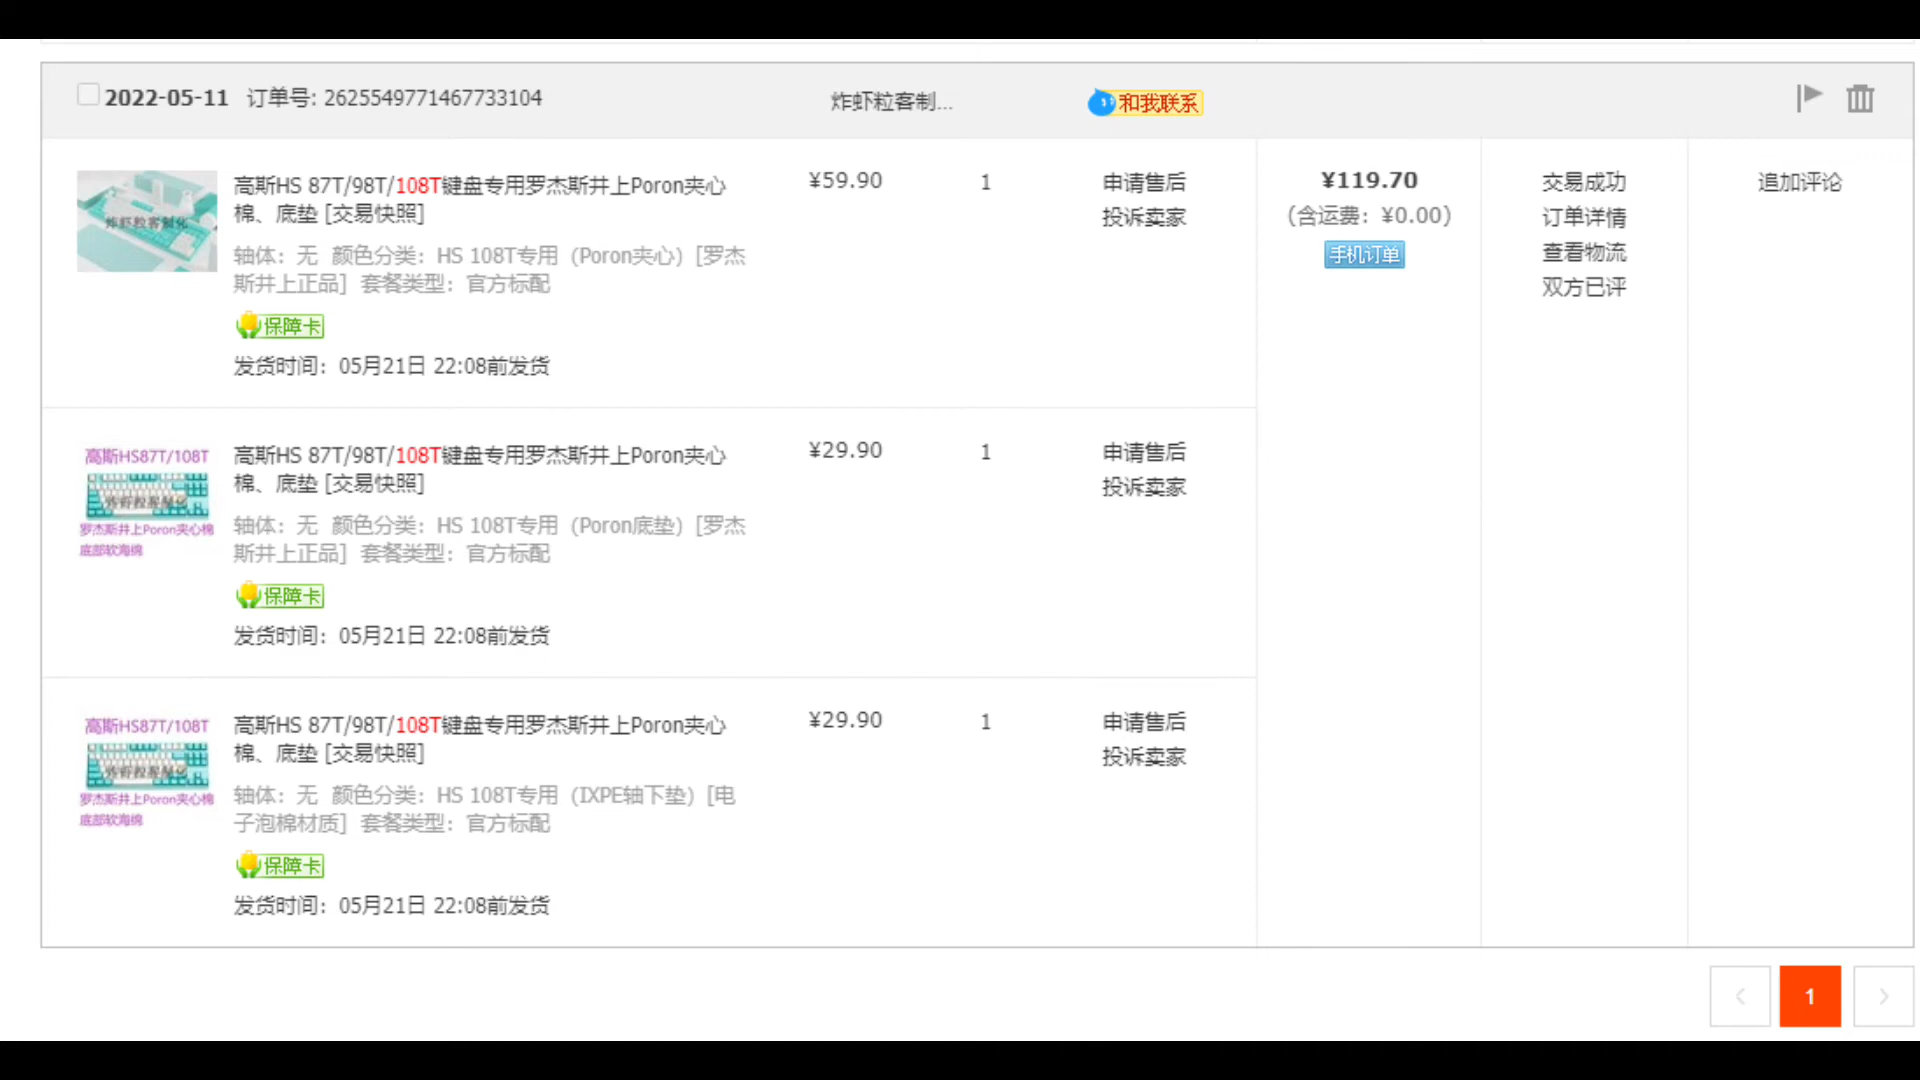 2022-05-11 订单号: 2625549771467733104
炸虾粒客制...
和我联系
炸虾粒客制化
高斯HS 87T/98T/108T键盘专用罗杰斯井上Poron夹心
棉、底垫 [交易快照]
轴体：无 颜色分类：HS 108T专用（Poron夹心）[罗杰
斯井上正品] 套餐类型：官方标配
保障卡
发货时间：05月21日 22:08前发货
¥59.90
1
申请售后
投诉卖家
¥119.70
(含运费：¥0.00)
手机订单
交易成功
订单详情
查看物流
双方已评
追加评论
高斯HS87T/108T
炸虾粒客制化
罗杰斯井上Poron夹心棉
底部软海绵
高斯HS 87T/98T/108T键盘专用罗杰斯井上Poron夹心
棉、底垫 [交易快照]
轴体：无 颜色分类：HS 108T专用（Poron底垫）[罗杰
斯井上正品] 套餐类型：官方标配
保障卡
发货时间：05月21日 22:08前发货
¥29.90
1
申请售后
投诉卖家
高斯HS87T/108T
炸虾粒客制化
罗杰斯井上Poron夹心棉
底部软海绵
高斯HS 87T/98T/108T键盘专用罗杰斯井上Poron夹心
棉、底垫 [交易快照]
轴体：无 颜色分类：HS 108T专用（IXPE轴下垫）[电
子泡棉材质] 套餐类型：官方标配
保障卡
发货时间：05月21日 22:08前发货
¥29.90
1
申请售后
投诉卖家
1